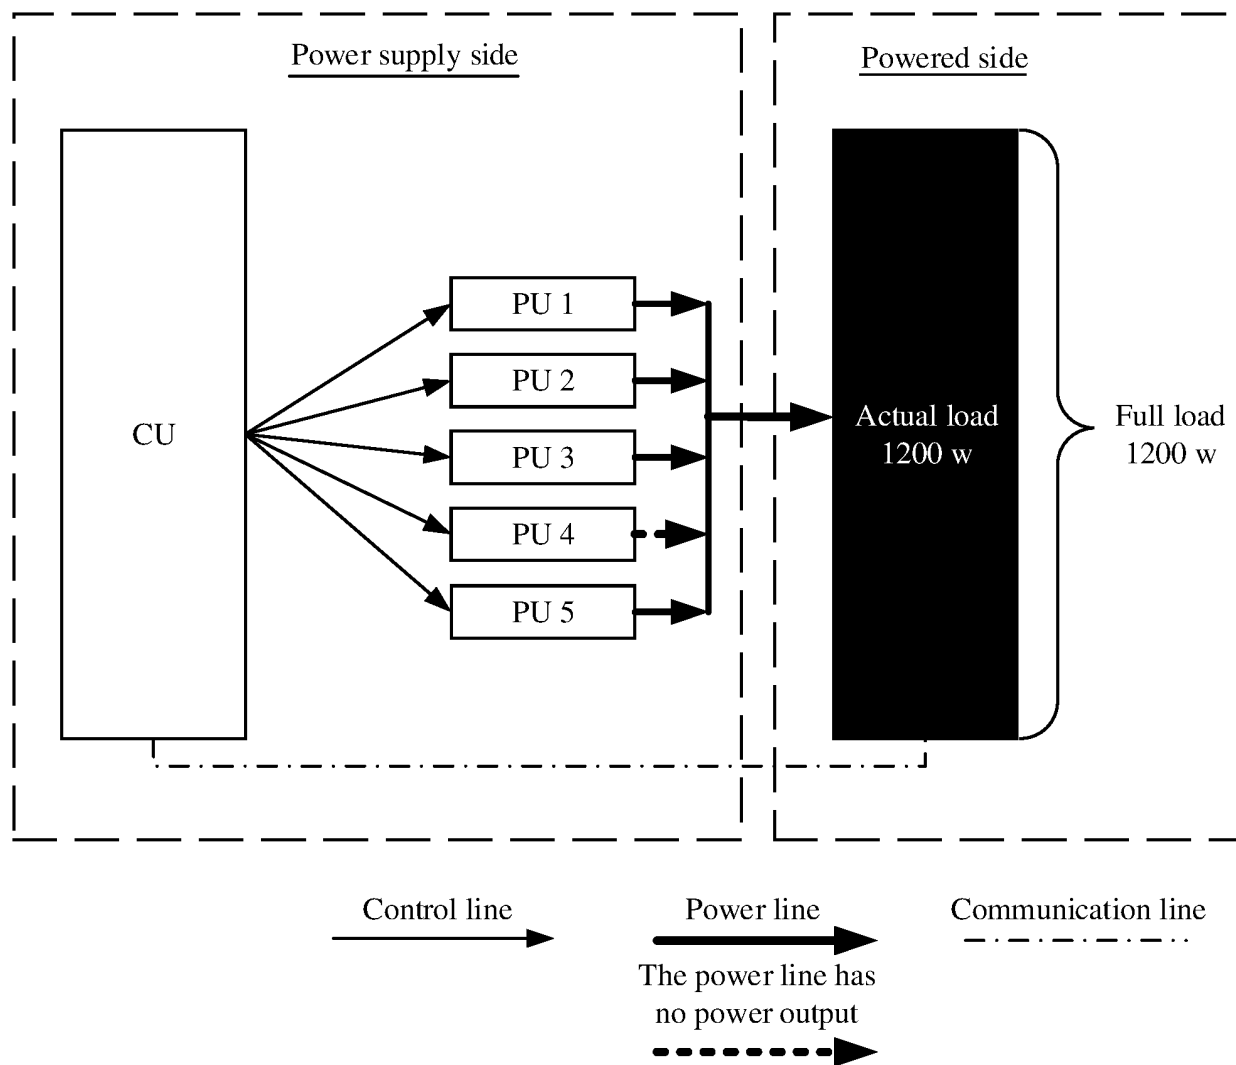 Power supply side
Powered side
CU
PU 1
PU 2
PU 3
PU 4
PU 5
Actual load
1200 w
Full load
1200 w
Control line
Power line
Communication line
The power line has
no power output